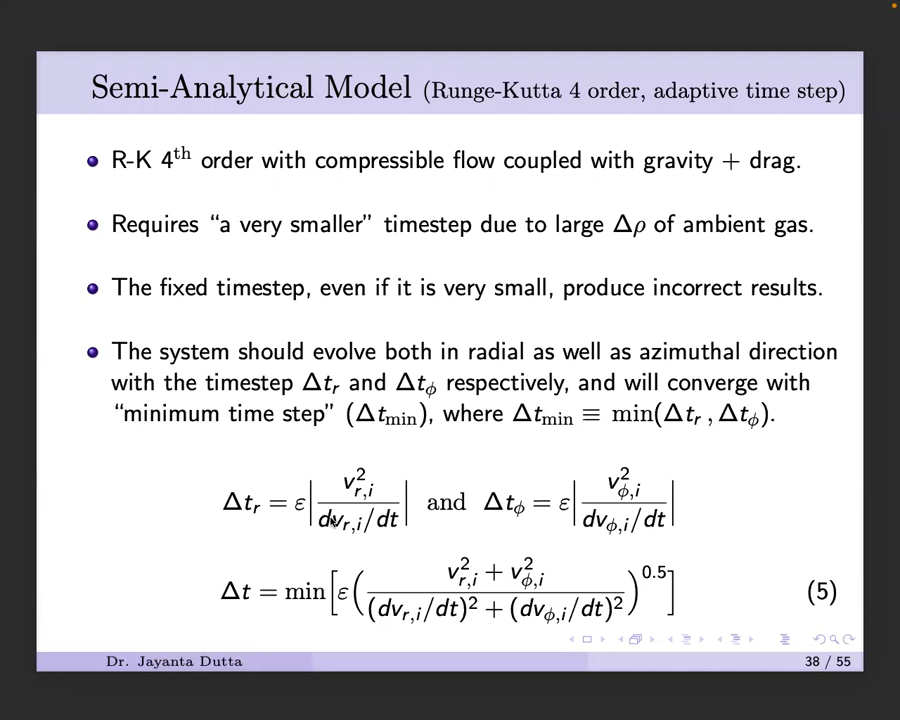 Semi-Analytical Model (Runge-Kutta 4 order, adaptive time step)
R-K 4th order with compressible flow coupled with gravity + drag.
Requires “a very smaller” timestep due to large Δρ of ambient gas.
The fixed timestep, even if it is very small, produce incorrect results.
The system should evolve both in radial as well as azimuthal direction
with the timestep Δt_r and Δt_ϕ respectively, and will converge with
“minimum time step” (Δt_min), where Δt_min ≡ min(Δt_r , Δt_ϕ).
Δt_r = ε|v²_{r,i} / (dv_{r,i}/dt)| and Δt_ϕ = ε|v²_{ϕ,i} / (dv_{ϕ,i}/dt)|
Δt = min[ε((v²_{r,i} + v²_{ϕ,i}) / ((dv_{r,i}/dt)² + (dv_{ϕ,i}/dt)²))^0.5] (5)
Dr. Jayanta Dutta 38 / 55